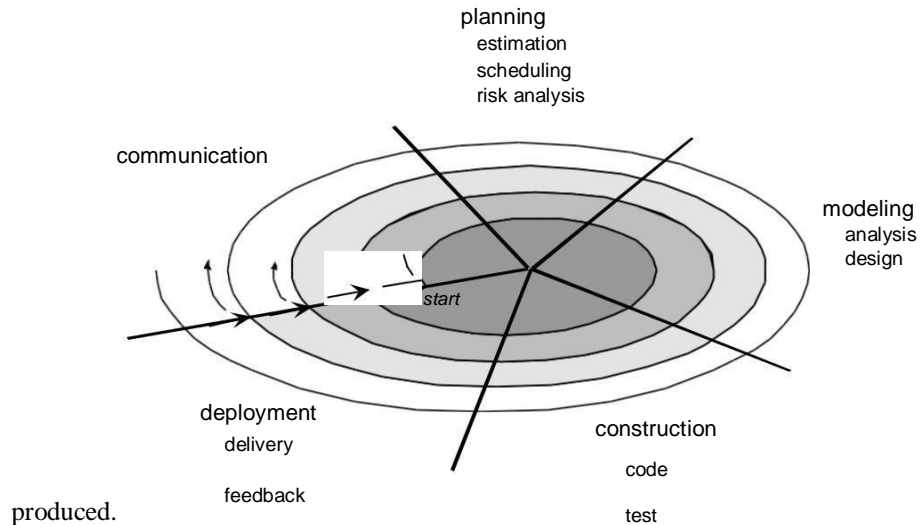 planning
estimation
scheduling
risk analysis
communication
modeling
analysis
design
start
deployment
delivery
feedback
construction
code
test
produced.